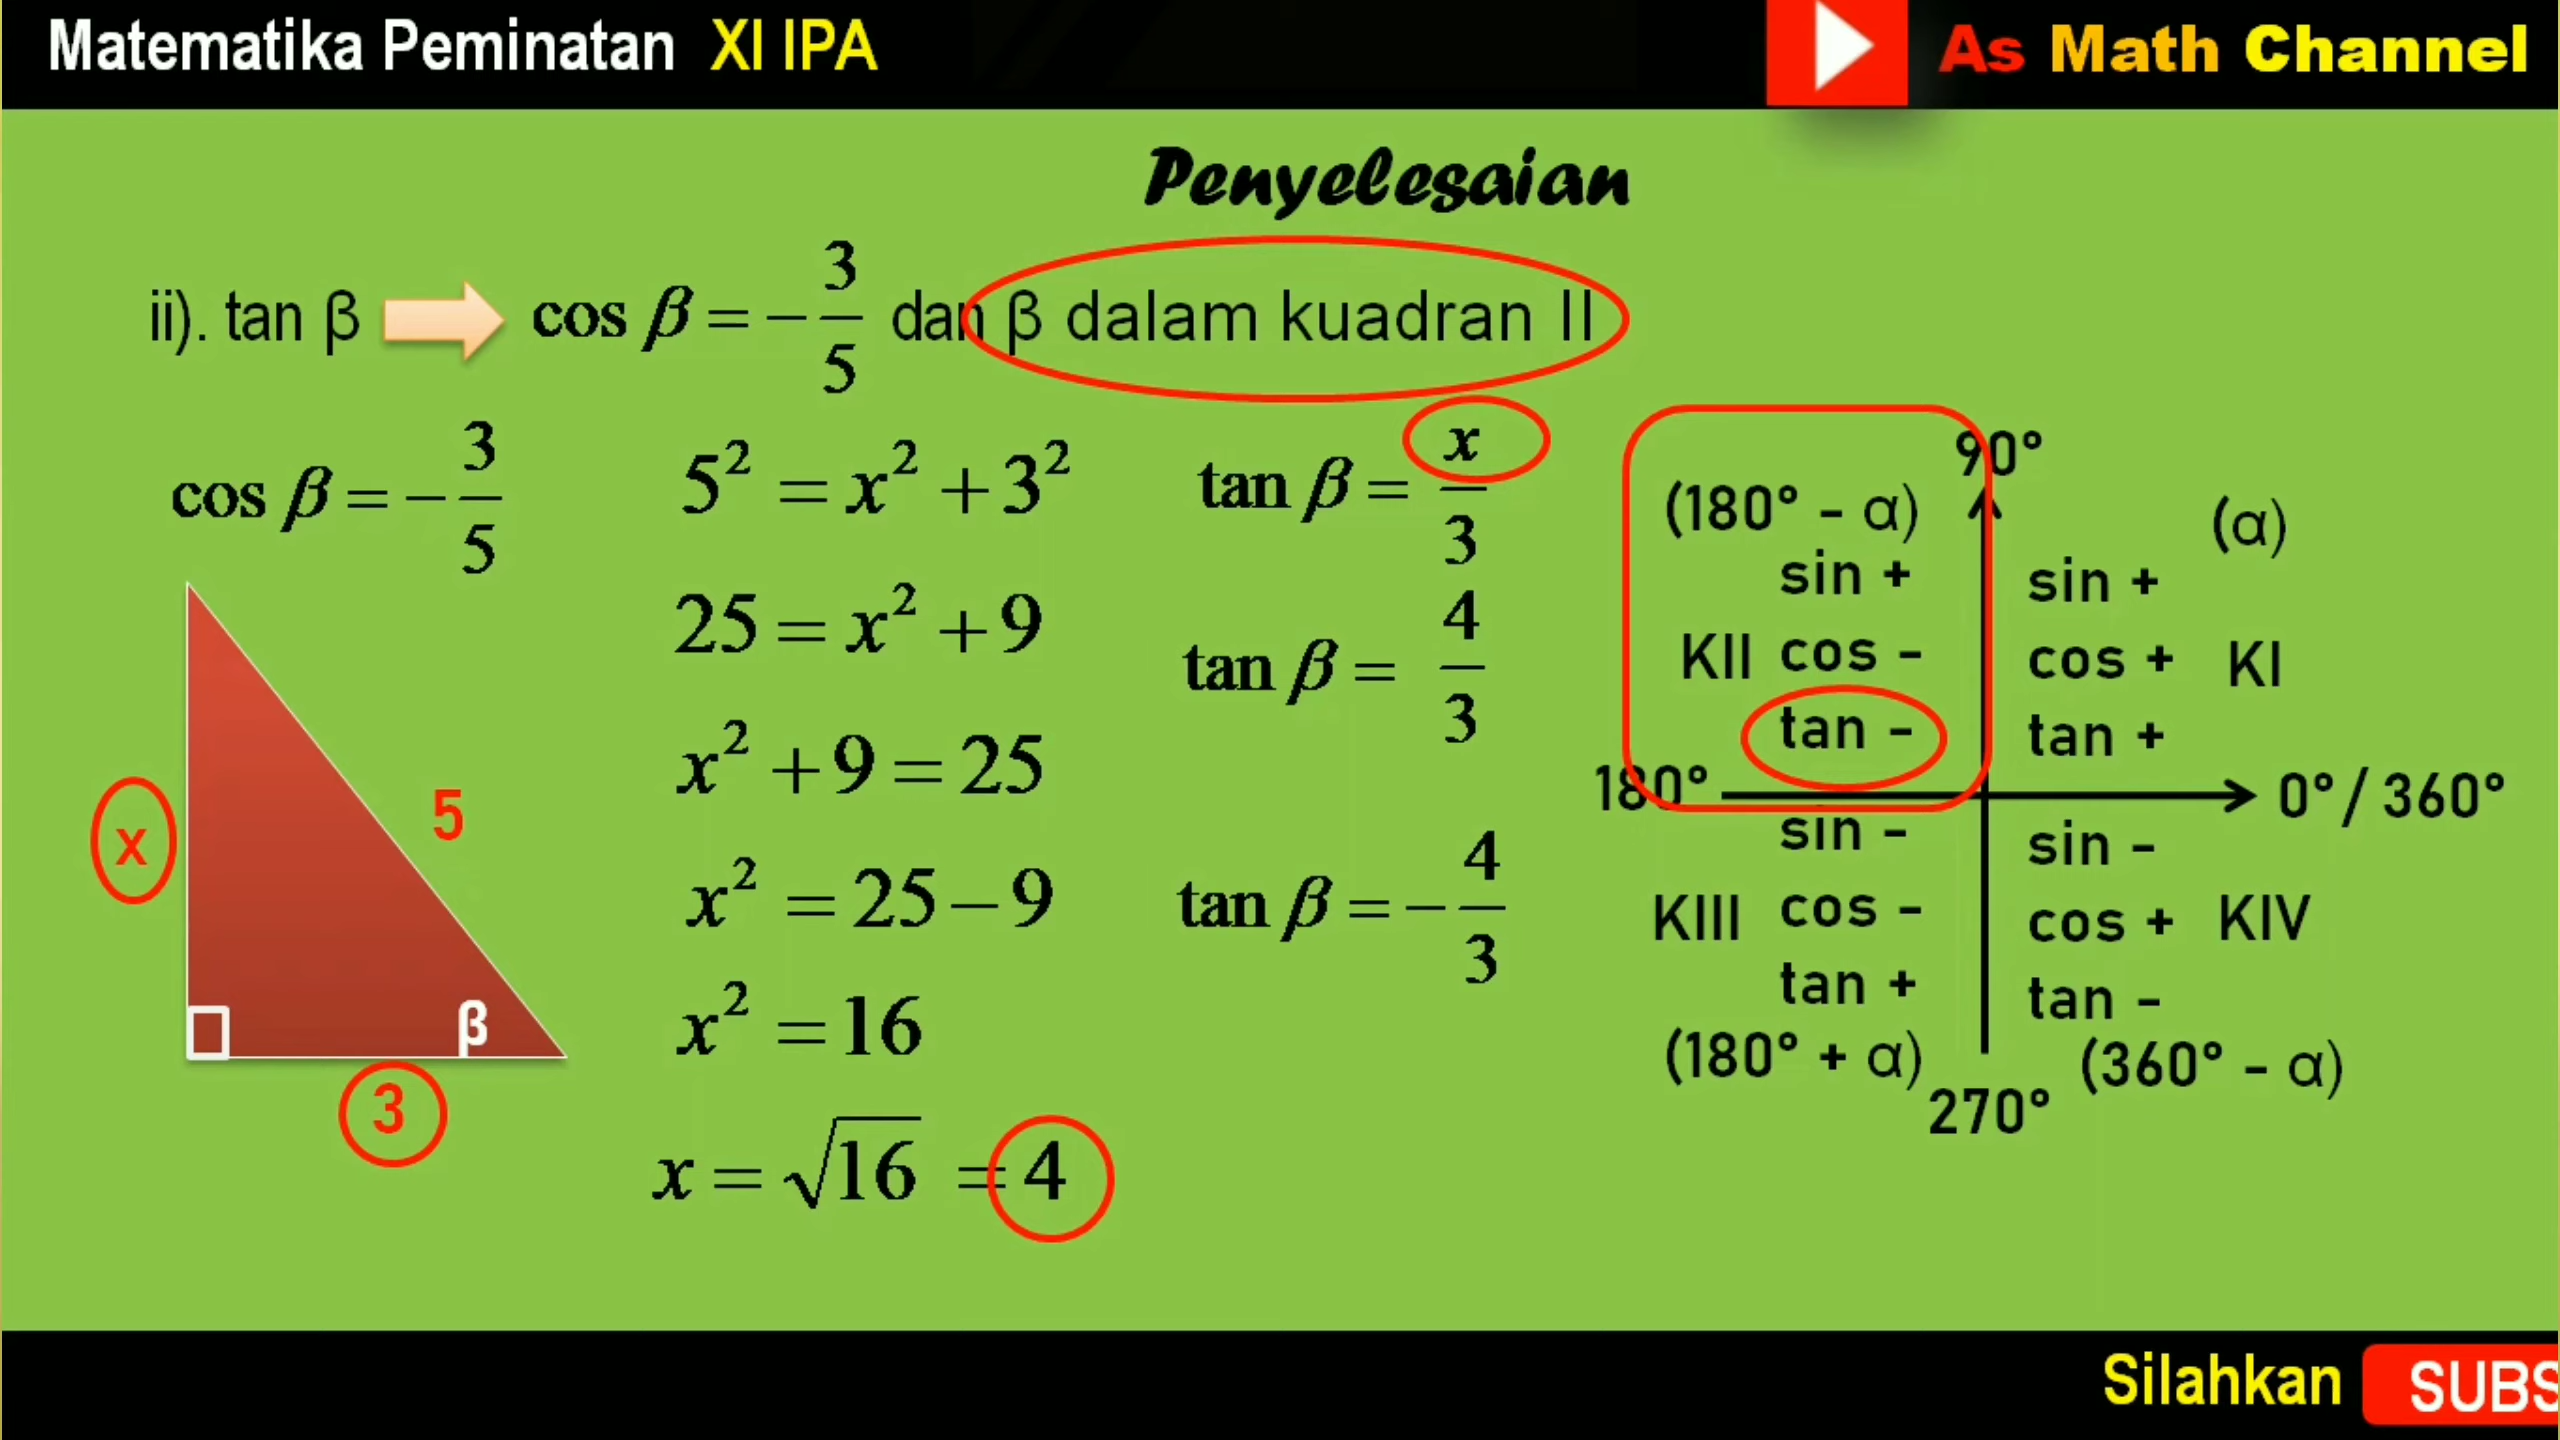 Matematika Peminatan XI IPA
As Math Channel
Penyelesaian
ii). tan β cos β = -3/5 dan β dalam kuadran II
cos β = -3/5
x
5
β
3
5² = x² + 3²
25 = x² + 9
x² + 9 = 25
x² = 25 - 9
x² = 16
x = √16 = 4
tan β = x/3
tan β = 4/3
tan β = -4/3
90°
(180° - α)
sin +
KII cos -
tan -
(α)
sin +
cos + KI
tan +
180°
0° / 360°
sin -
KIII cos -
tan +
(180° + α)
sin -
cos + KIV
tan -
(360° - α)
270°
Silahkan SUBS